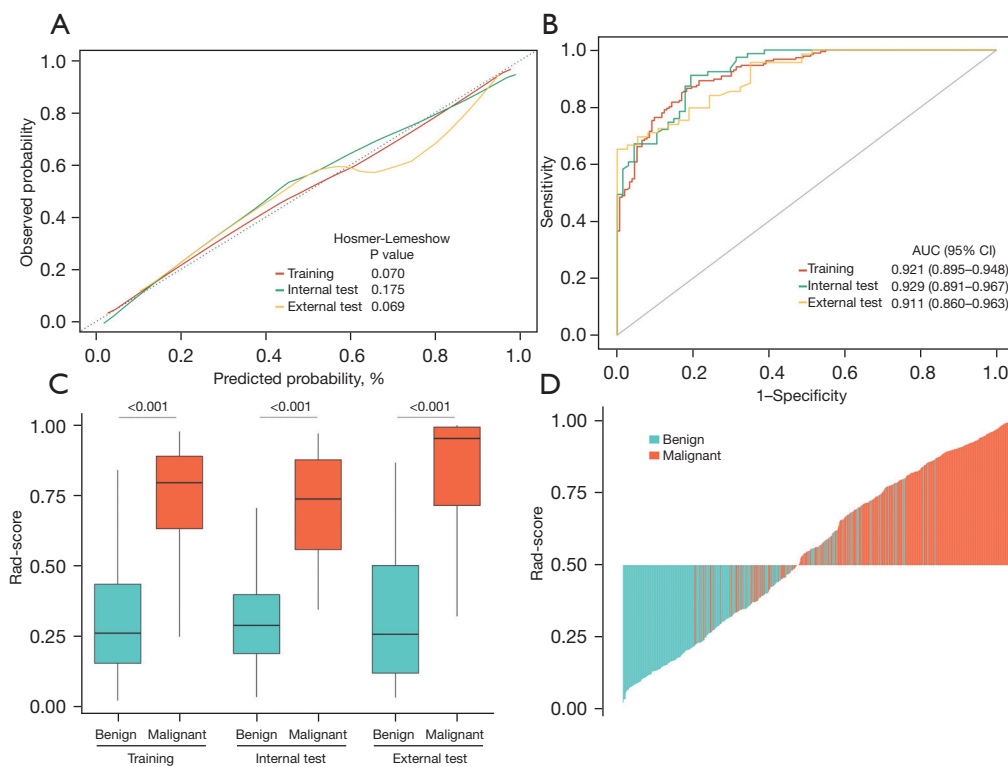 A
1.0
0.8
0.6
0.4
0.2
0.0
Observed probability
Hosmer-Lemeshow
P value
Training 0.070
Internal test 0.175
External test 0.069
0.0 0.2 0.4 0.6 0.8 1.0
Predicted probability, %
B
1.0
0.8
0.6
0.4
0.2
0.0
Sensitivity
AUC (95% CI)
Training 0.921 (0.895–0.948)
Internal test 0.929 (0.891–0.967)
External test 0.911 (0.860–0.963)
0.0 0.2 0.4 0.6 0.8 1.0
1–Specificity
C
<0.001 <0.001 <0.001
1.00
0.75
0.50
0.25
0.00
Rad-score
Benign Malignant Benign Malignant Benign Malignant
Training Internal test External test
D
1.00
0.75
0.50
0.25
0.00
Rad-score
Benign
Malignant